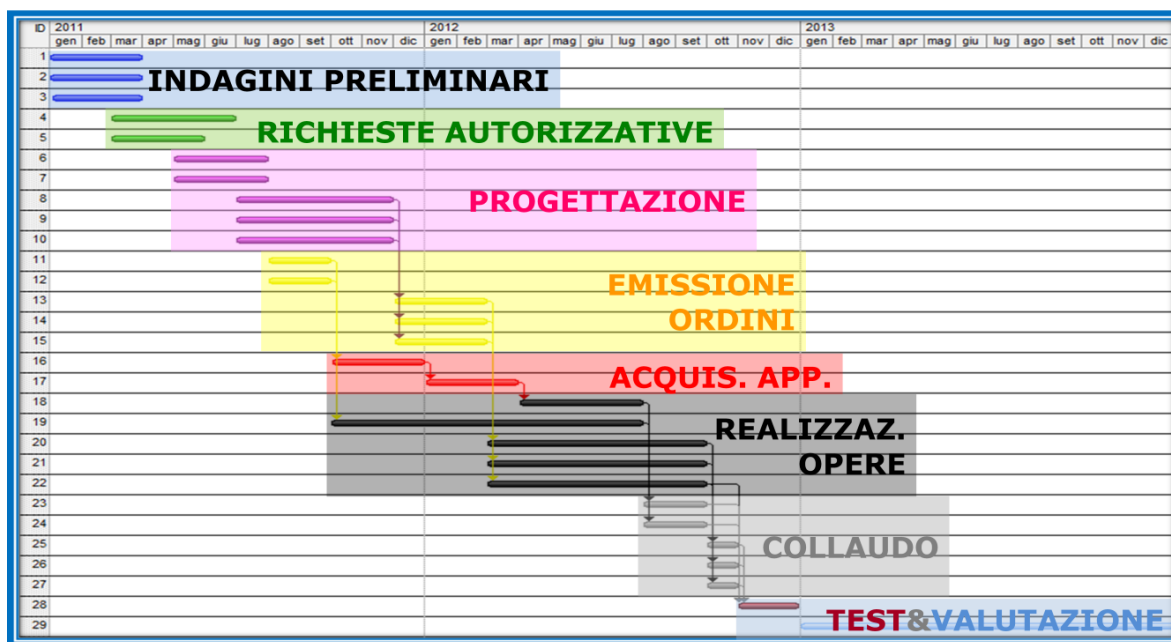 ID 2011 2012 2013
gen feb mar apr mag giu lug ago set ott nov dic gen feb mar apr mag giu lug ago set ott nov dic gen feb mar apr mag giu lug ago set ott nov dic
1
2 INDAGINI PRELIMINARI
3
4
5 RICHIESTE AUTORIZZATIVE
6
7
8 PROGETTAZIONE
9
10
11
12 EMISSIONE
13
14 ORDINI
15
16
17 ACQUIS. APP.
18
19 REALIZZAZ.
20
21 OPERE
22
23
24
25 COLLAUDO
26
27
28
29 TEST&VALUTAZIONE